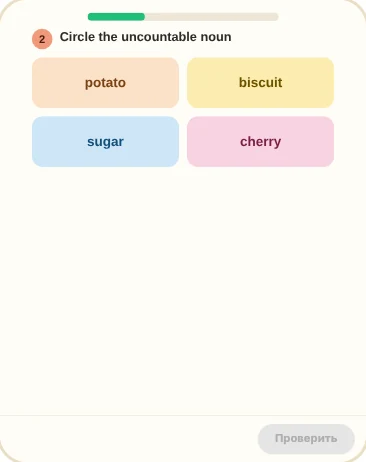 2 Circle the uncountable noun
potato biscuit
sugar cherry
Проверить